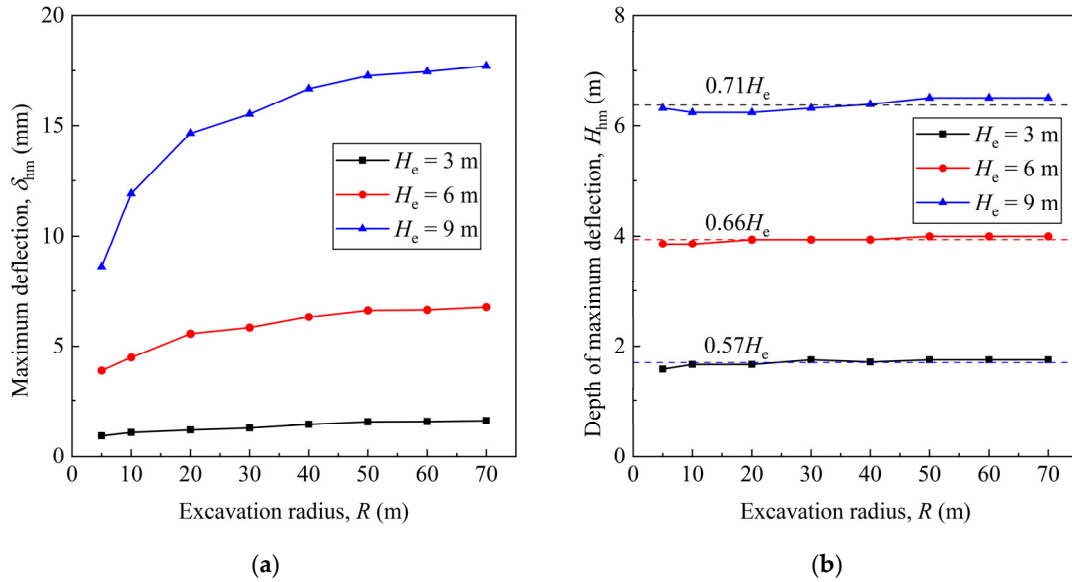 20
15
10
5
0
Maximum deflection, δhm (mm)
He = 3 m
He = 6 m
He = 9 m
0 10 20 30 40 50 60 70
Excavation radius, R (m)
(a)
8
6
4
2
0
Depth of maximum deflection, Hhm (m)
0.71He
He = 3 m
He = 6 m
He = 9 m
0.66He
0.57He
0 10 20 30 40 50 60 70
Excavation radius, R (m)
(b)